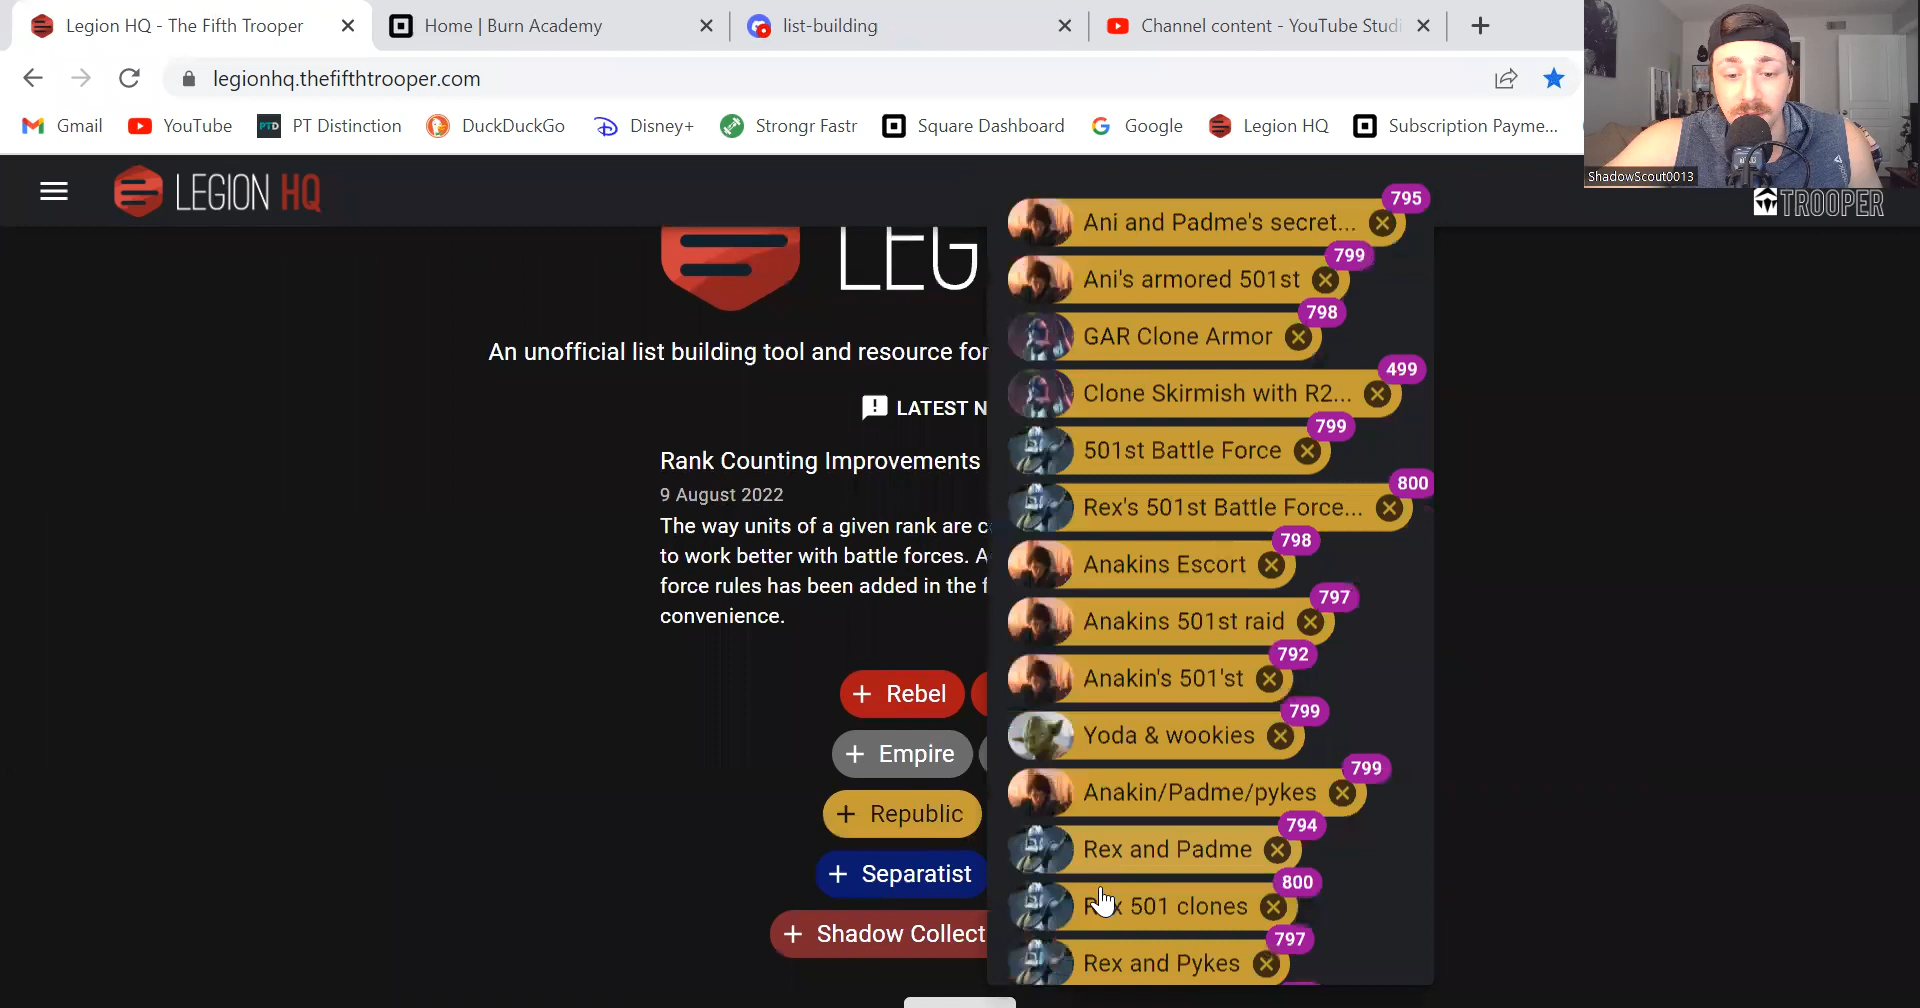 Legion HQ - The Fifth Trooper
Home | Burn Academy
list-building
Channel content - YouTube Studi
legionhq.thefifthtrooper.com
Gmail
YouTube
PTD
PT Distinction
DuckDuckGo
Disney+
Strongr Fastr
Square Dashboard
Google
Legion HQ
Subscription Payme...
ShadowScout0013
LEGION HQ
TROOPER
LEG
An unofficial list building tool and resource for
LATEST N
Rank Counting Improvements
9 August 2022
The way units of a given rank are c
to work better with battle forces. A
force rules has been added in the f
convenience.
+ Rebel
+ Empire
+ Republic
+ Separatist
+ Shadow Collect
795
Ani and Padme's secret...
799
Ani's armored 501st
798
GAR Clone Armor
499
Clone Skirmish with R2...
799
501st Battle Force
800
Rex's 501st Battle Force...
798
Anakins Escort
797
Anakins 501st raid
792
Anakin's 501'st
799
Yoda & wookies
799
Anakin/Padme/pykes
794
Rex and Padme
800
Rex 501 clones
797
Rex and Pykes